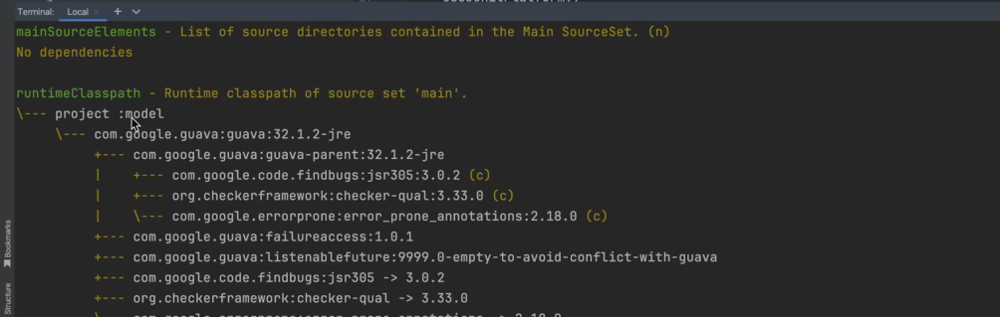 Terminal: Local × + ∨
mainSourceElements - List of source directories contained in the Main SourceSet. (n)
No dependencies
runtimeClasspath - Runtime classpath of source set 'main'.
\--- project :model
     \--- com.google.guava:guava:32.1.2-jre
          +--- com.google.guava:guava-parent:32.1.2-jre
          |    +--- com.google.code.findbugs:jsr305:3.0.2 (c)
          |    +--- org.checkerframework:checker-qual:3.33.0 (c)
          |    \--- com.google.errorprone:error_prone_annotations:2.18.0 (c)
          +--- com.google.guava:failureaccess:1.0.1
          +--- com.google.guava:listenablefuture:9999.0-empty-to-avoid-conflict-with-guava
          +--- com.google.code.findbugs:jsr305 -> 3.0.2
          +--- org.checkerframework:checker-qual -> 3.33.0
Bookmarks
Structure